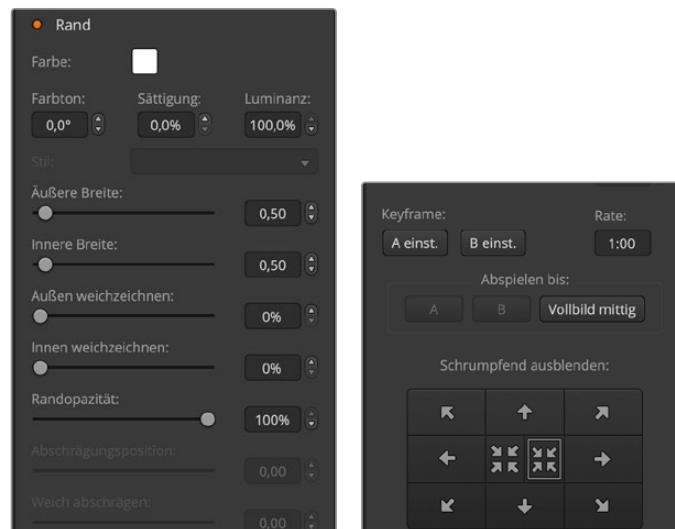 Rand
Farbe:
Farbton: Sättigung: Luminanz:
0,0° 0,0% 100,0%
Stil:
Äußere Breite:
0,50
Innere Breite:
0,50
Außen weichzeichnen:
0%
Innen weichzeichnen:
0%
Randopazität:
100%
Abschrägungsposition:
0,00
Weich abschrägen:
0,00
Keyframe: Rate:
A einst. B einst. 1:00
Abspielen bis:
A B Vollbild mittig
Schrumpfend ausblenden: